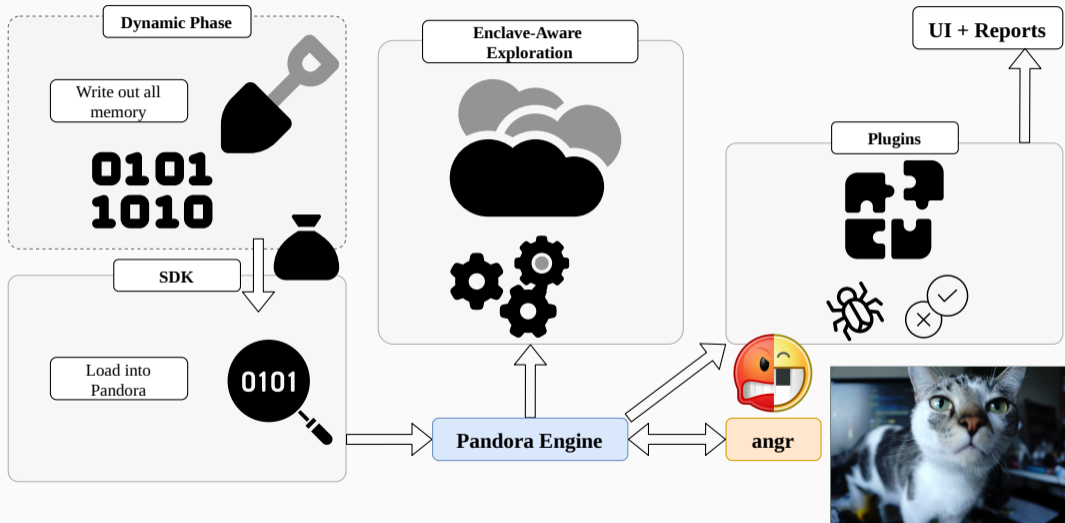 Dynamic Phase
Write out all
memory
0101
1010
SDK
Load into
Pandora
0101
Enclave-Aware
Exploration
Pandora Engine
angr
Plugins
UI + Reports